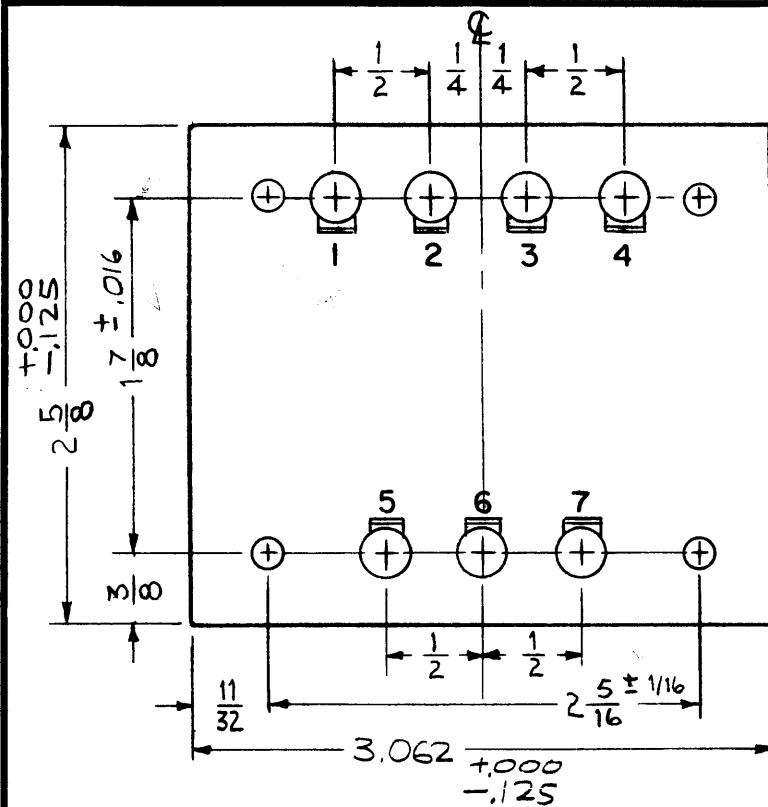 ℄
1/2 1/4 1/4 1/2
1 2 3 4
2 5/8 +.000 -.125
1 7/8 ±.016
5 6 7
3/8
1/2 1/2
11/32
2 5/16 ± 1/16
3.062 +.000 -.125